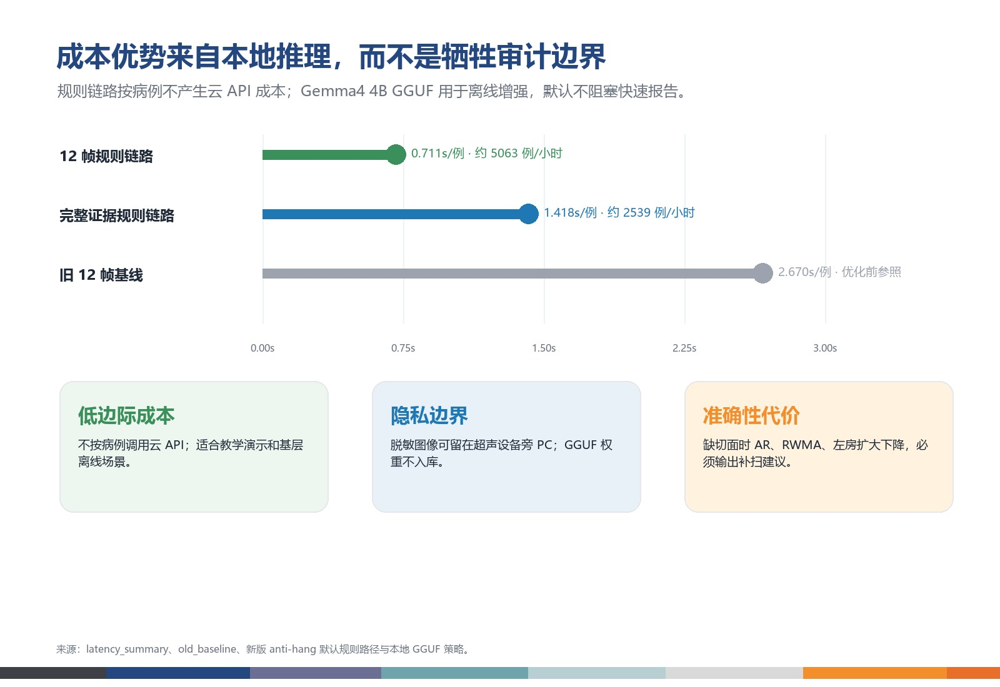 成本优势来自本地推理，而不是牺牲审计边界
规则链路按病例不产生云 API 成本；Gemma4 4B GGUF 用于离线增强，默认不阻塞快速报告。
12 帧规则链路
0.711s/例 · 约 5063 例/小时
完整证据规则链路
1.418s/例 · 约 2539 例/小时
旧 12 帧基线
2.670s/例 · 优化前参照
0.00s
0.75s
1.50s
2.25s
3.00s
低边际成本
不按病例调用云 API；适合教学演示和基层
离线场景。
隐私边界
脱敏图像可留在超声设备旁 PC；GGUF 权
重不入库。
准确性代价
缺切面时 AR、RWMA、左房扩大下降，必
须输出补扫建议。
来源：latency_summary、old_baseline、新版 anti-hang 默认规则路径与本地 GGUF 策略。